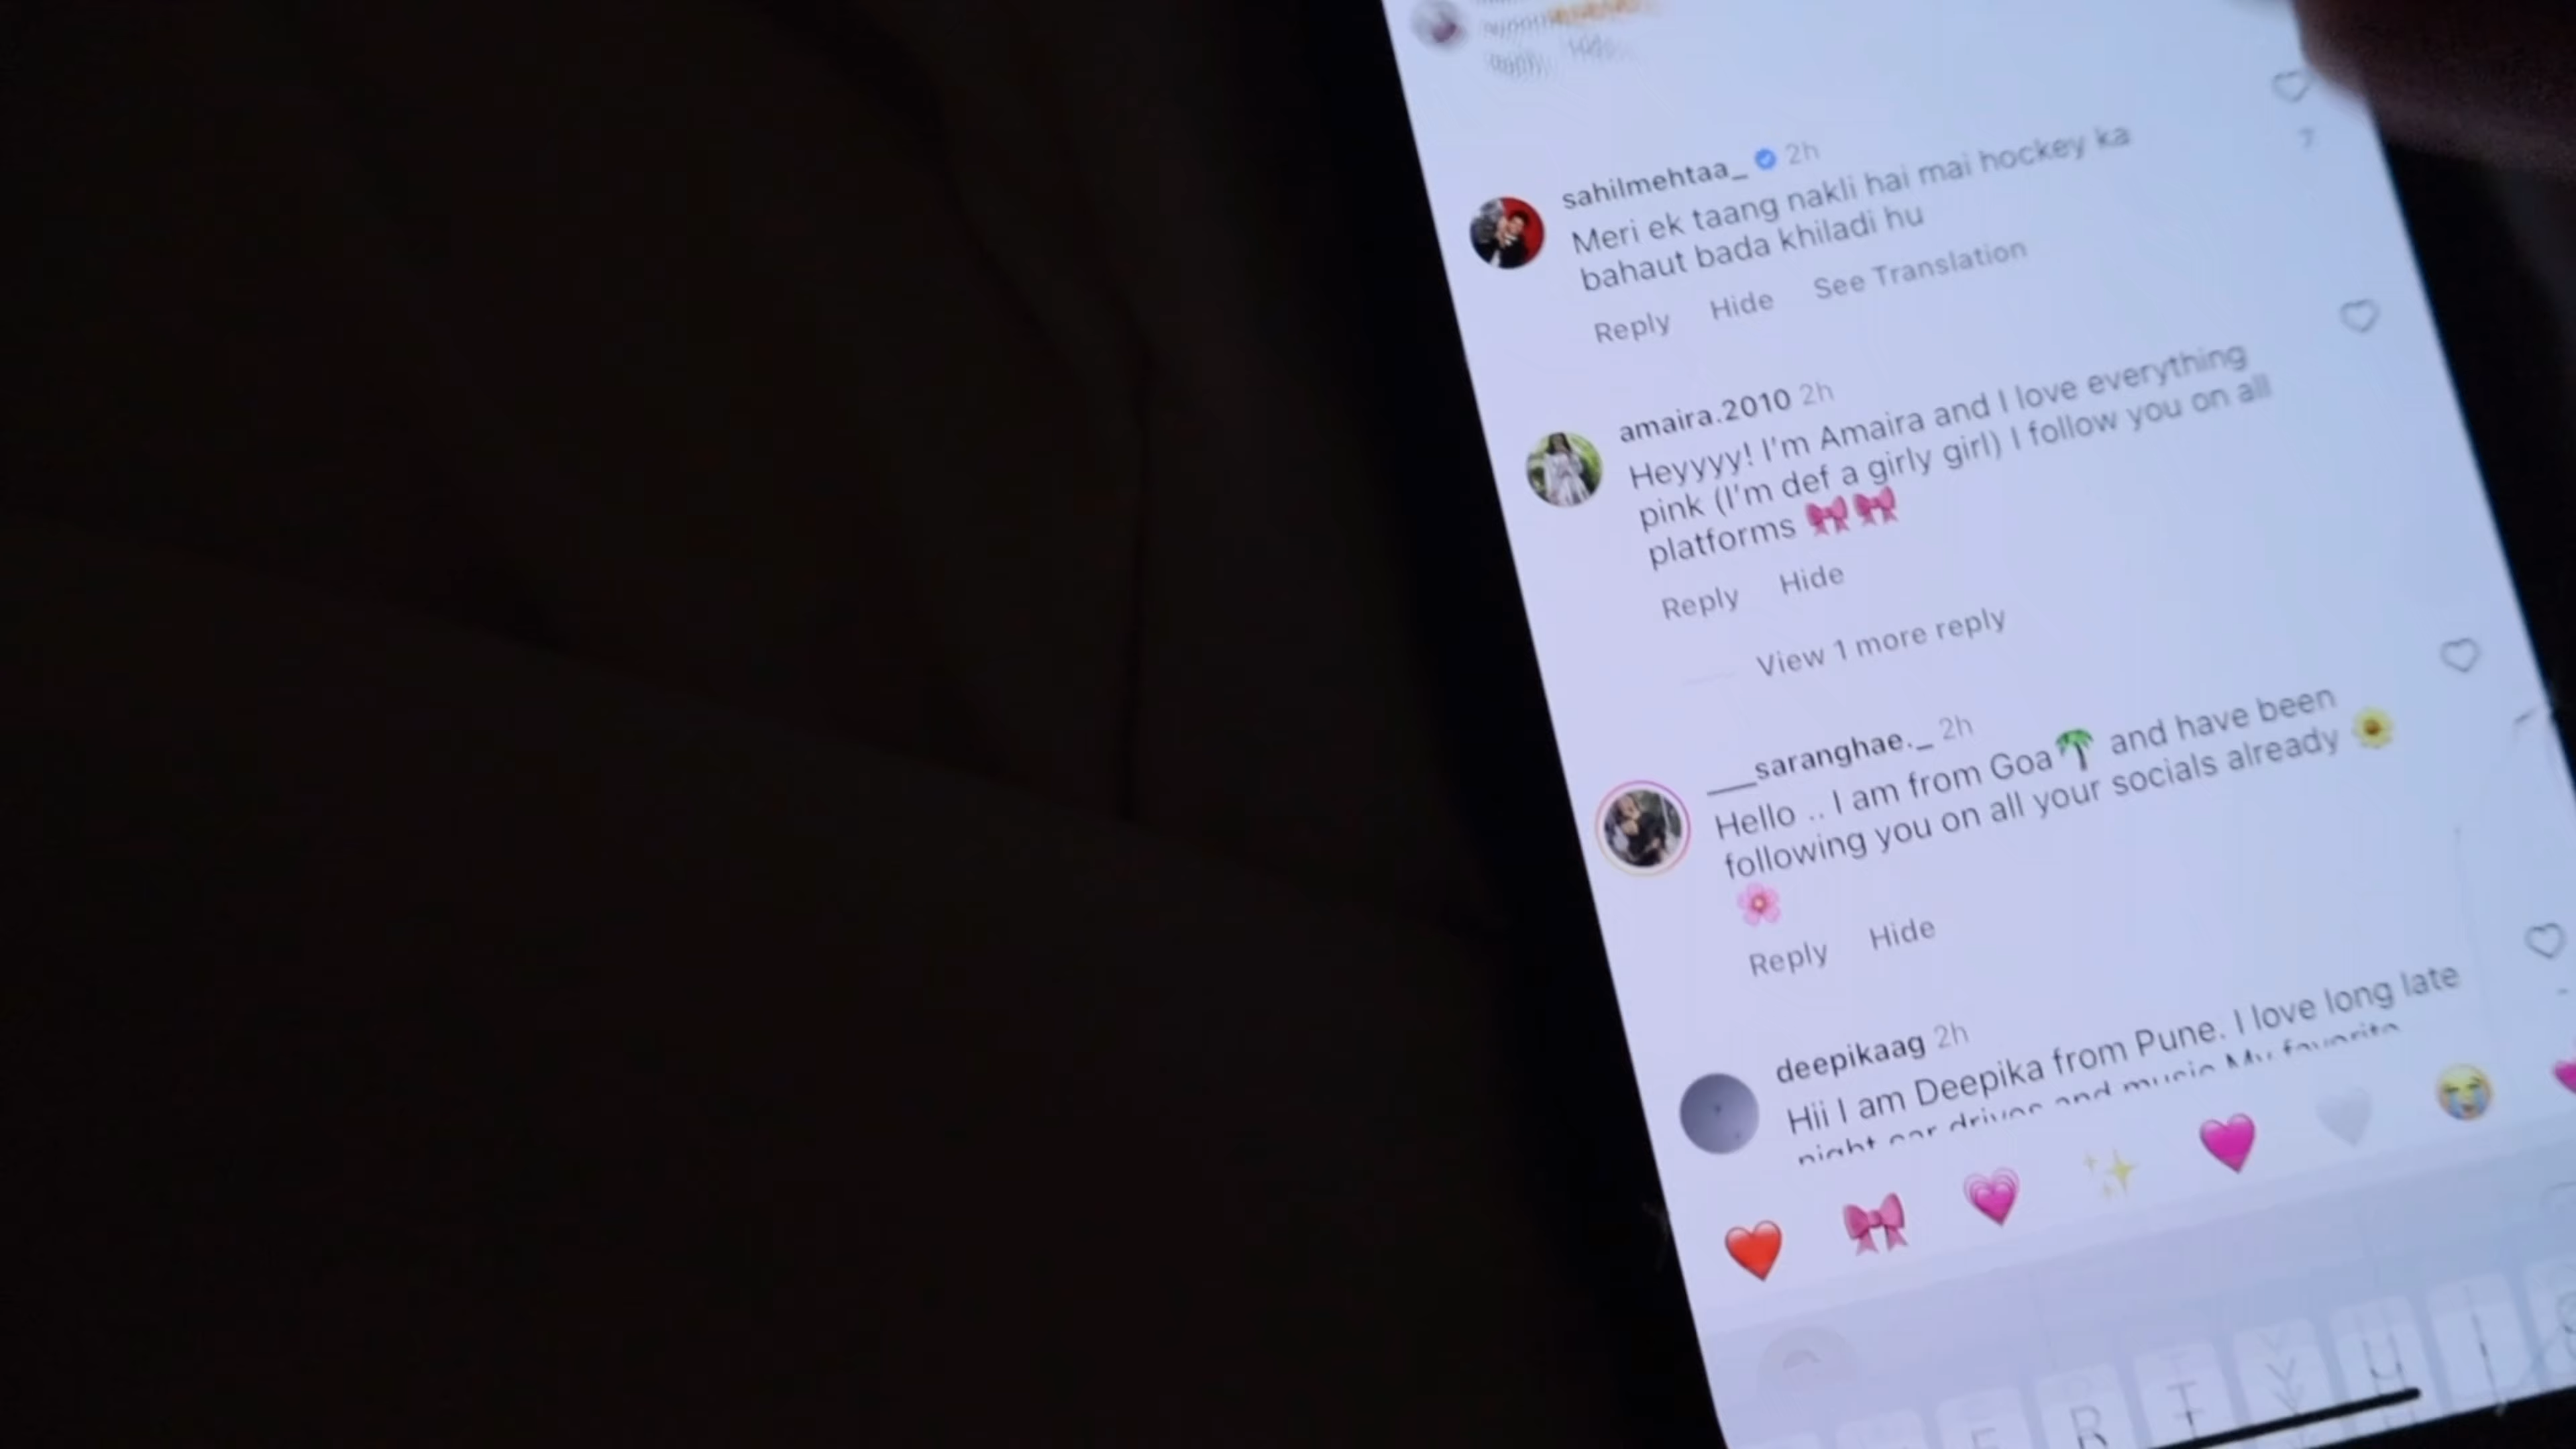 sahilmehtaa_ 2h
Meri ek taang nakli hai mai hockey ka
bahaut bada khiladi hu
Reply Hide See Translation
amaira.2010 2h
Heyyyy! I'm Amaira and I love everything
pink (I'm def a girly girl) I follow you on all
platforms 🎀🎀
Reply Hide
View 1 more reply
___saranghae._ 2h
Hello .. I am from Goa🌴 and have been
following you on all your socials already 🌼
🌸
Reply Hide
deepikaag 2h
Hii I am Deepika from Pune. I love long late
night car drives and music My favorite
❤️ 🎀 💗 ✨ 💓 🤍 😭
R T Y U I